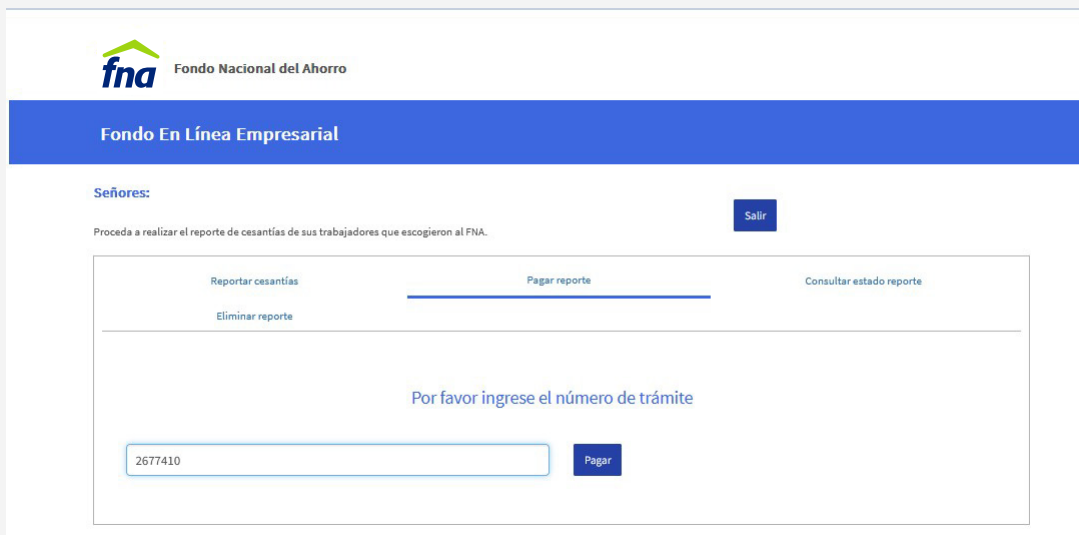 fna Fondo Nacional del Ahorro
Fondo En Línea Empresarial
Señores:
Salir
Proceda a realizar el reporte de cesantías de sus trabajadores que escogieron al FNA.
Reportar cesantías Pagar reporte Consultar estado reporte
Eliminar reporte
Por favor ingrese el número de trámite
2677410 Pagar